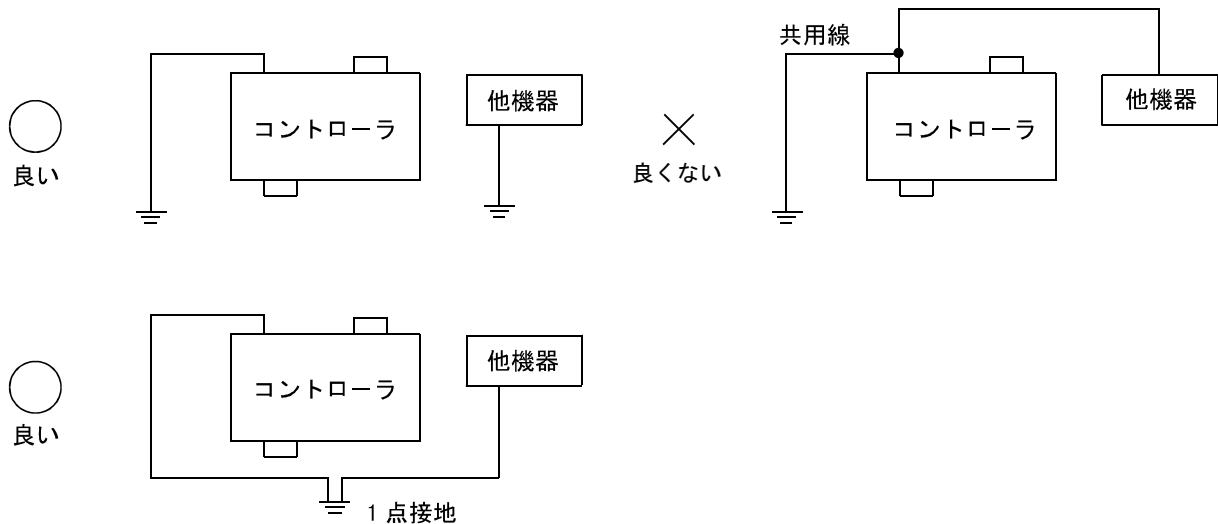 コントローラ
他機器
良い
共用線
コントローラ
他機器
良くない
コントローラ
他機器
良い
1点接地